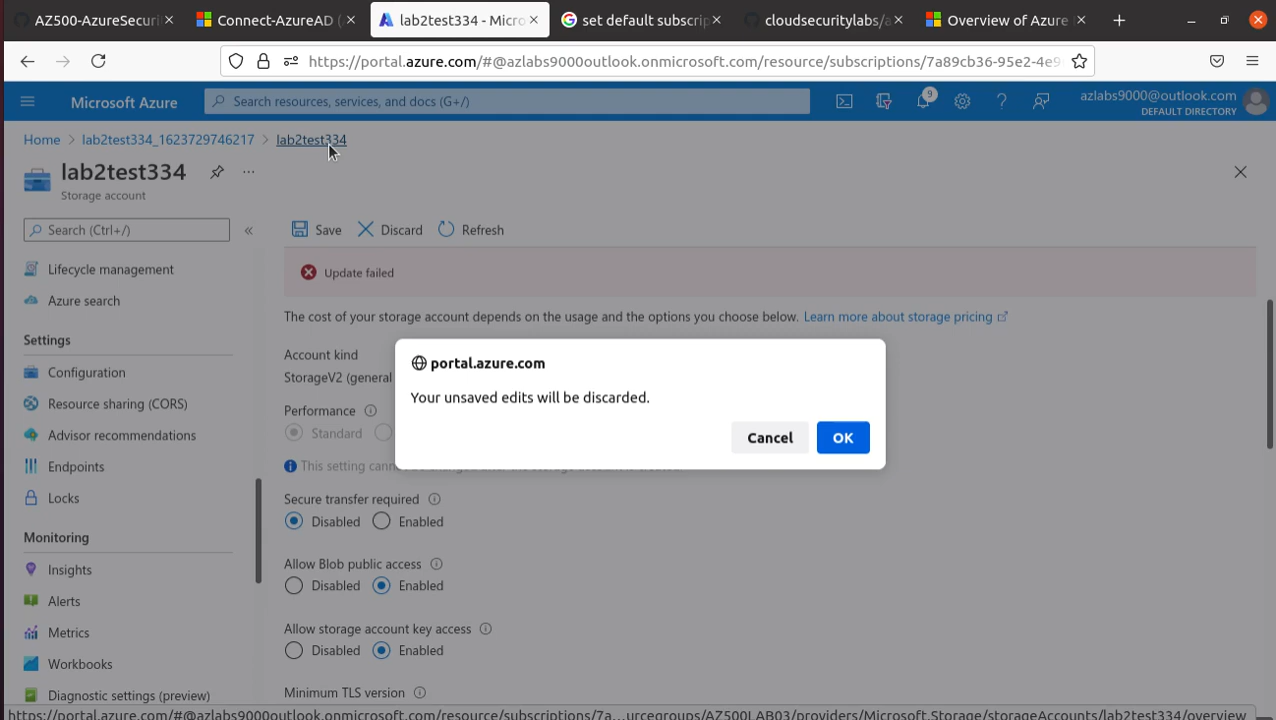 AZ500-AzureSecuri
Connect-AzureAD (
lab2test334 - Micro
set default subscrip
cloudsecuritylabs/a
Overview of Azure
https://portal.azure.com/#@azlabs9000outlook.onmicrosoft.com/resource/subscriptions/7a89cb36-95e2-4e9
Microsoft Azure
Search resources, services, and docs (G+/)
9
azlabs9000@outlook.com
DEFAULT DIRECTORY
Home > lab2test334_1623729746217 > lab2test334
lab2test334
Storage account
Search (Ctrl+/)
Save
Discard
Refresh
Lifecycle management
Azure search
Settings
Configuration
Resource sharing (CORS)
Advisor recommendations
Endpoints
Locks
Monitoring
Insights
Alerts
Metrics
Workbooks
Diagnostic settings (preview)
Update failed
The cost of your storage account depends on the usage and the options you choose below. Learn more about storage pricing
Account kind
StorageV2 (general
Performance
Standard
This setting
portal.azure.com
Your unsaved edits will be discarded.
Cancel
OK
Secure transfer required
Disabled
Enabled
Allow Blob public access
Disabled
Enabled
Allow storage account key access
Disabled
Enabled
Minimum TLS version
https://portal.azure.com/#@azlabs9000outlook.onmicrosoft.com/resource/subscriptions/7a...urcegroups/AZ500LAB03/providers/Microsoft.Storage/storageAccounts/lab2test334/overview